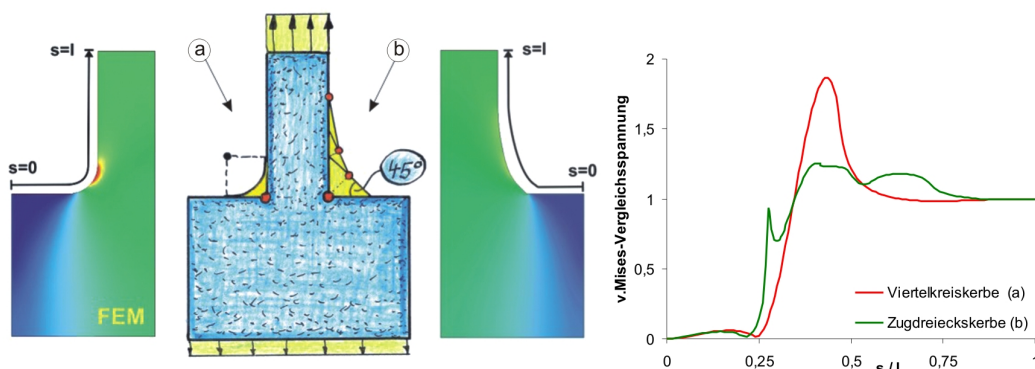 s=l
s=0
FEM
a
b
45°
s=l
s=0
v.Mises-Vergleichsspannung
2
1,5
1
0,5
0
Viertelkreiskerbe (a)
Zugdreieckskerbe (b)
0
0,25
0,5
0,75
1
s / l